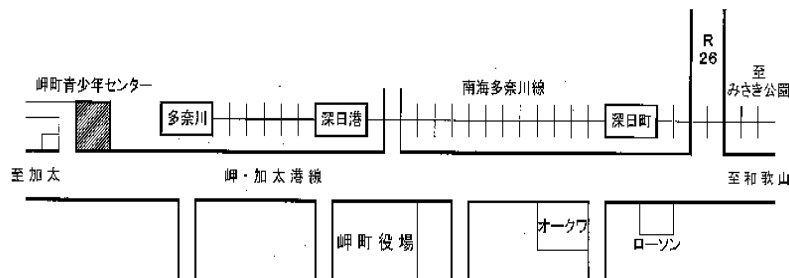 R
26
至
みさき公園
岬町青少年センター
南海多奈川線
多奈川
深日港
深日町
至加太
岬・加太港線
至和歌山
岬町役場
オークワ
ローソン